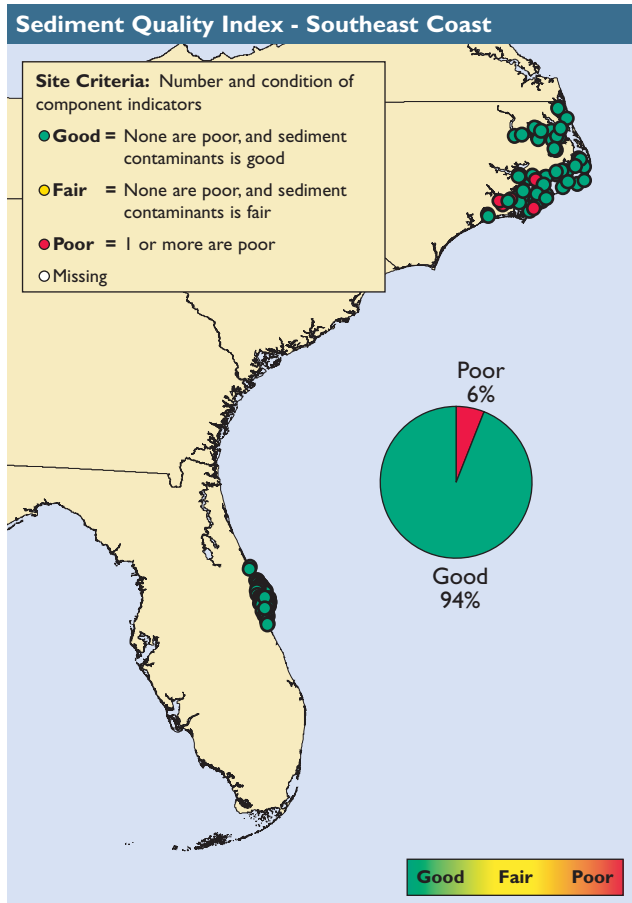 Sediment Quality Index - Southeast Coast
Site Criteria: Number and condition of
component indicators
Good = None are poor, and sediment
contaminants is good
Fair = None are poor, and sediment
contaminants is fair
Poor = 1 or more are poor
Missing
Poor
6%
Good
94%
Good Fair Poor